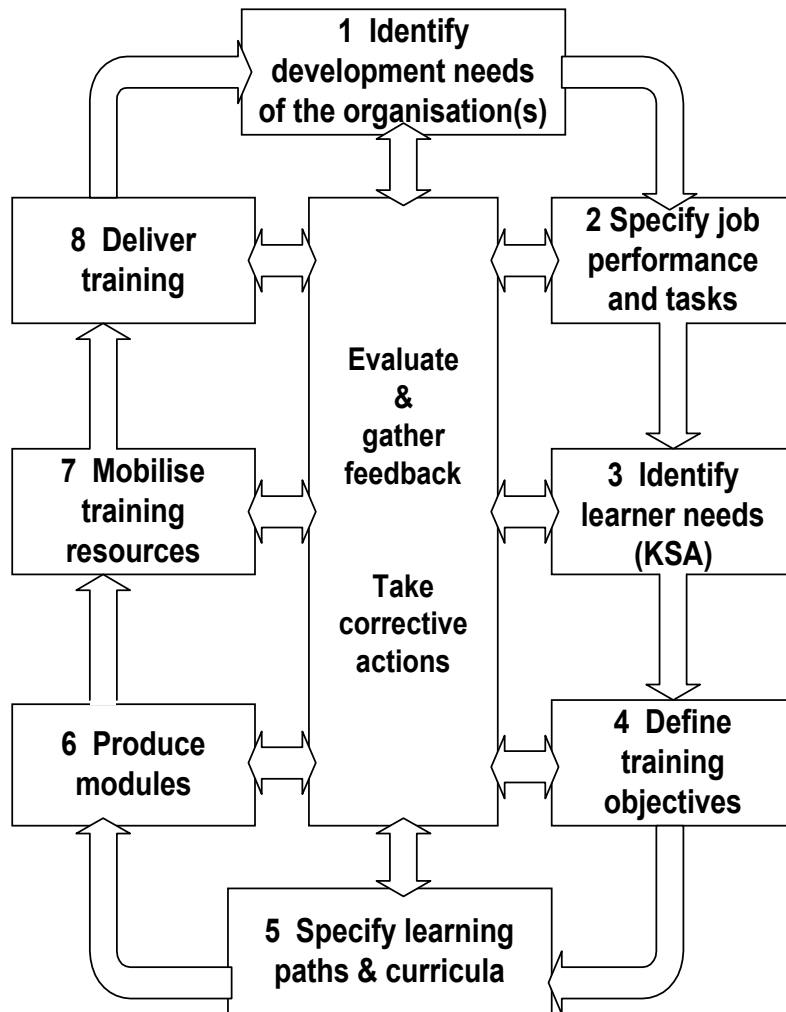 1 Identify
development needs
of the organisation(s)
2 Specify job
performance
and tasks
3 Identify
learner needs
(KSA)
4 Define
training
objectives
5 Specify learning
paths & curricula
6 Produce
modules
7 Mobilise
training
resources
8 Deliver
training
Evaluate
&
gather
feedback
Take
corrective
actions